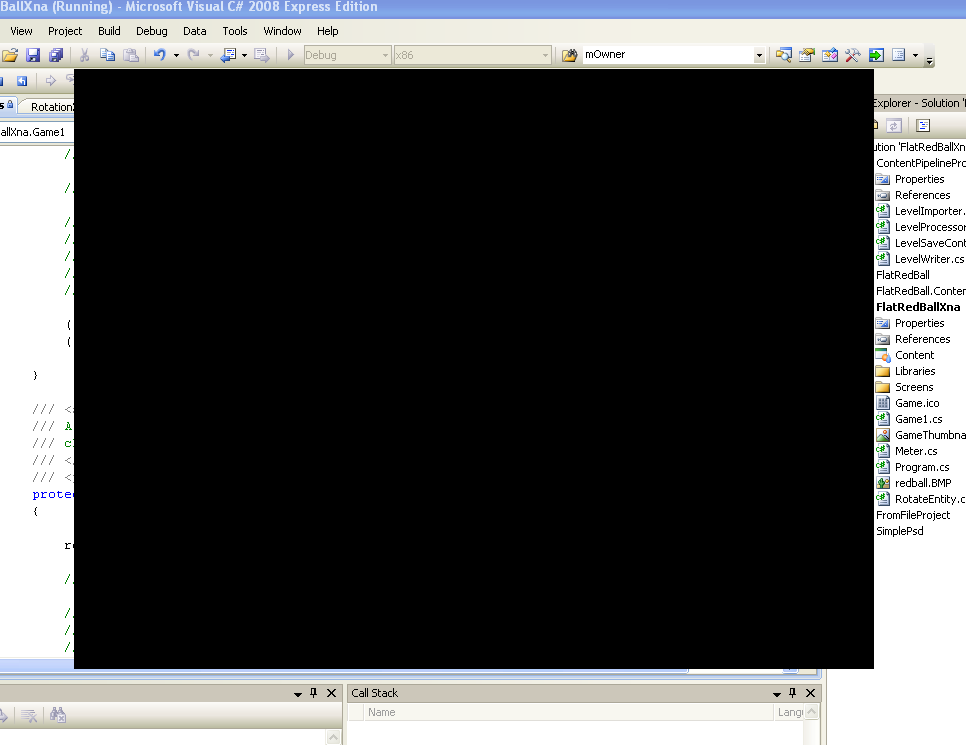 BallXna (Running) - Microsoft Visual C# 2008 Express Edition
View Project Build Debug Data Tools Window Help
Debug x86 mOwner
s Rotation
Explorer - Solution '
allXna.Game1
ution 'FlatRedBallXn
//
ContentPipelinePro
Properties
//
References
LevelImporter.
//
LevelProcessor
//
LevelSaveCont
//
LevelWriter.cs
//
FlatRedBall
//
FlatRedBall.Conten
FlatRedBallXna
(
Properties
(
References
Content
}
Libraries
Screens
/// <
Game.ico
/// A
Game1.cs
/// c
GameThumbna
/// <
Meter.cs
/// <
Program.cs
prote
redball.BMP
{
RotateEntity.c
FromFileProject
SimplePsd
r
//
//
//
//
Call Stack
Name Langu